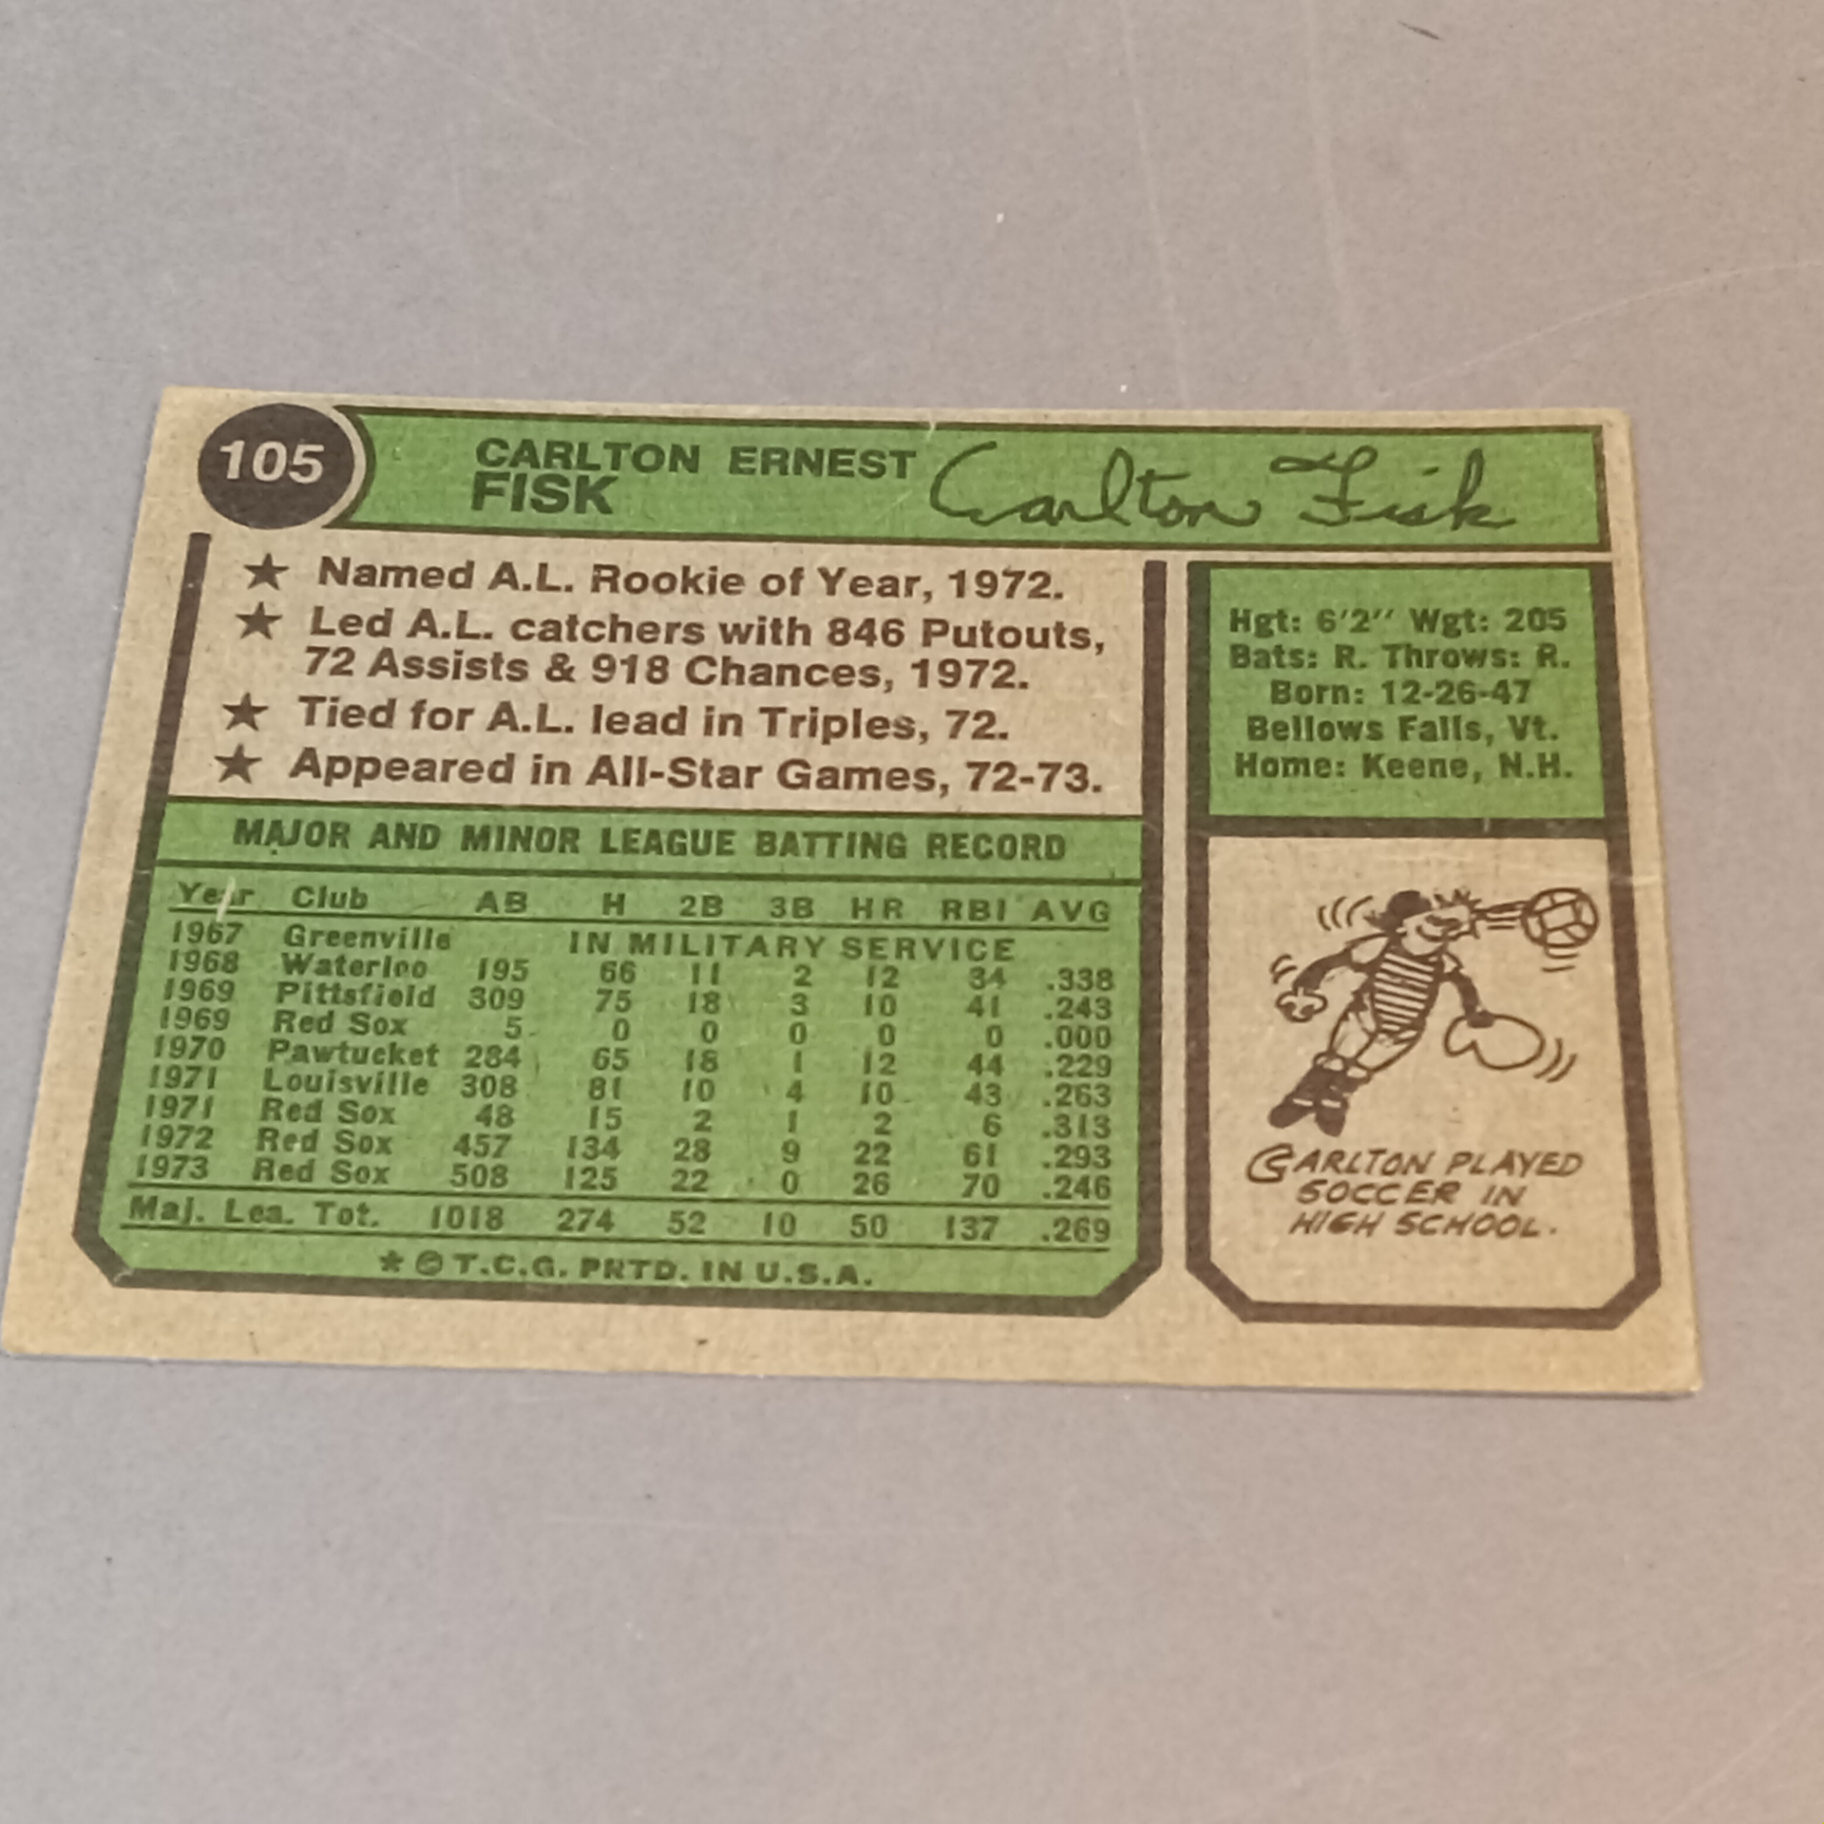 105
CARLTON ERNEST
FISK
Carlton Fisk
★ Named A.L. Rookie of Year, 1972.
★ Led A.L. catchers with 846 Putouts,
72 Assists & 918 Chances, 1972.
★ Tied for A.L. lead in Triples, 72.
★ Appeared in All-Star Games, 72-73.
Hgt: 6'2'' Wgt: 205
Bats: R. Throws: R.
Born: 12-26-47
Bellows Falls, Vt.
Home: Keene, N.H.
MAJOR AND MINOR LEAGUE BATTING RECORD
Year Club AB H 2B 3B HR RBI AVG
1967 Greenville IN MILITARY SERVICE
1968 Waterloo 195 66 11 2 12 34 .338
1969 Pittsfield 309 75 18 3 10 41 .243
1969 Red Sox 5 0 0 0 0 0 .000
1970 Pawtucket 284 65 18 1 12 44 .229
1971 Louisville 308 81 10 4 10 43 .263
1971 Red Sox 48 15 2 1 2 6 .313
1972 Red Sox 457 134 28 9 22 61 .293
1973 Red Sox 508 125 22 0 26 70 .246
Maj. Lea. Tot. 1018 274 52 10 50 137 .269
* © T.C.G. PRTD. IN U.S.A.
CARLTON PLAYED
SOCCER IN
HIGH SCHOOL.